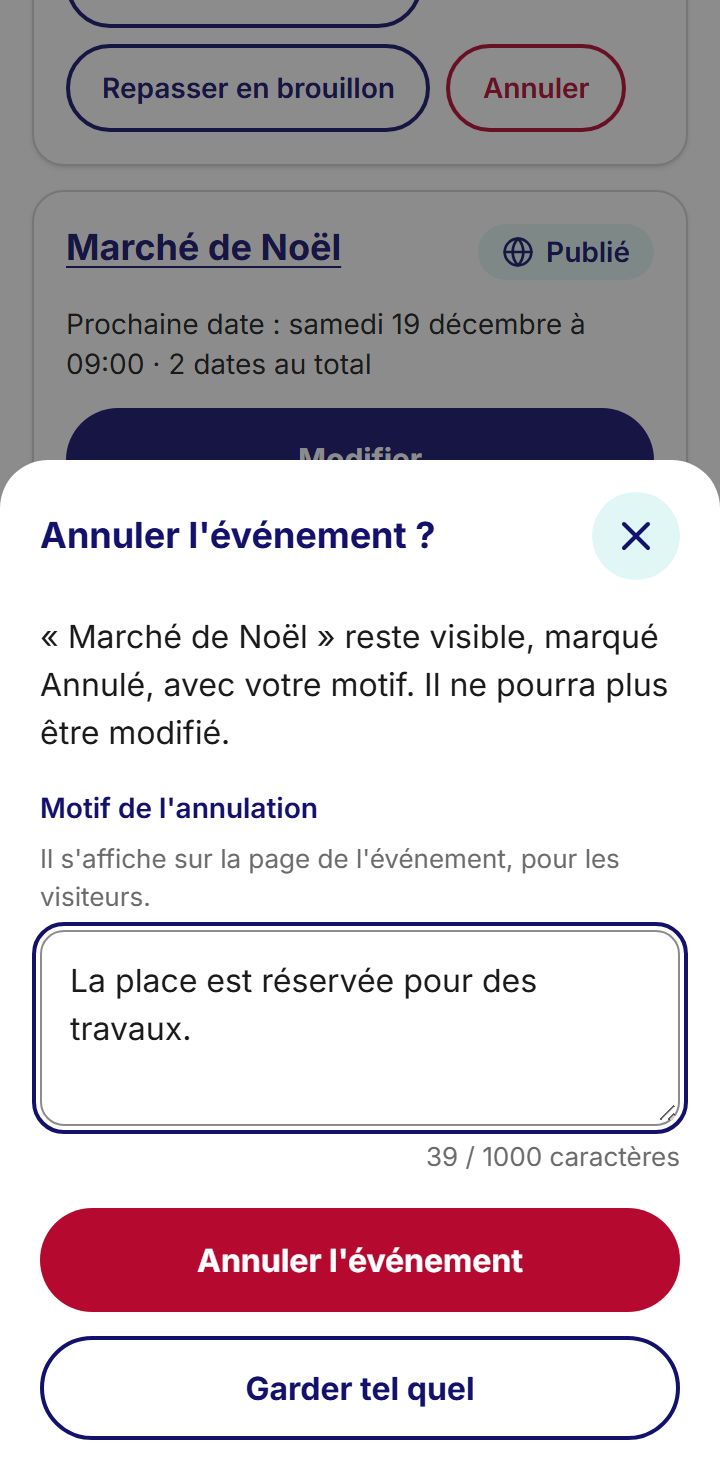 Repasser en brouillon
Annuler
Marché de Noël
Publié
Prochaine date : samedi 19 décembre à
09:00 · 2 dates au total
Modifier
Annuler l'événement ?
« Marché de Noël » reste visible, marqué
Annulé, avec votre motif. Il ne pourra plus
être modifié.
Motif de l'annulation
Il s'affiche sur la page de l'événement, pour les
visiteurs.
La place est réservée pour des
travaux.
39 / 1000 caractères
Annuler l'événement
Garder tel quel